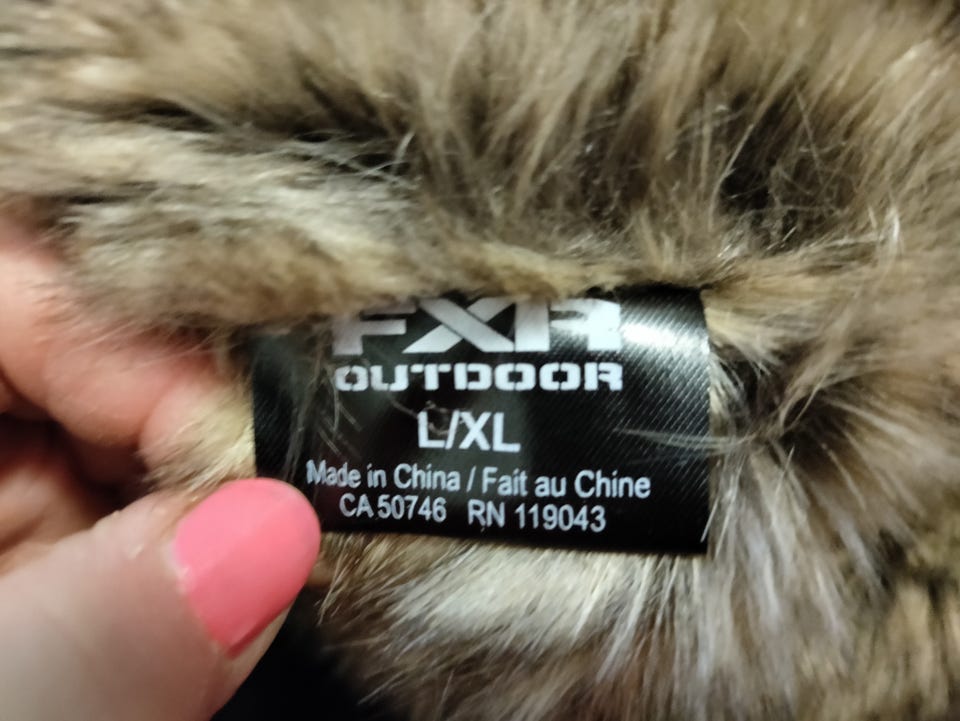 FXR
OUTDOOR
L/XL
Made in China / Fait au Chine
CA 50746 RN 119043